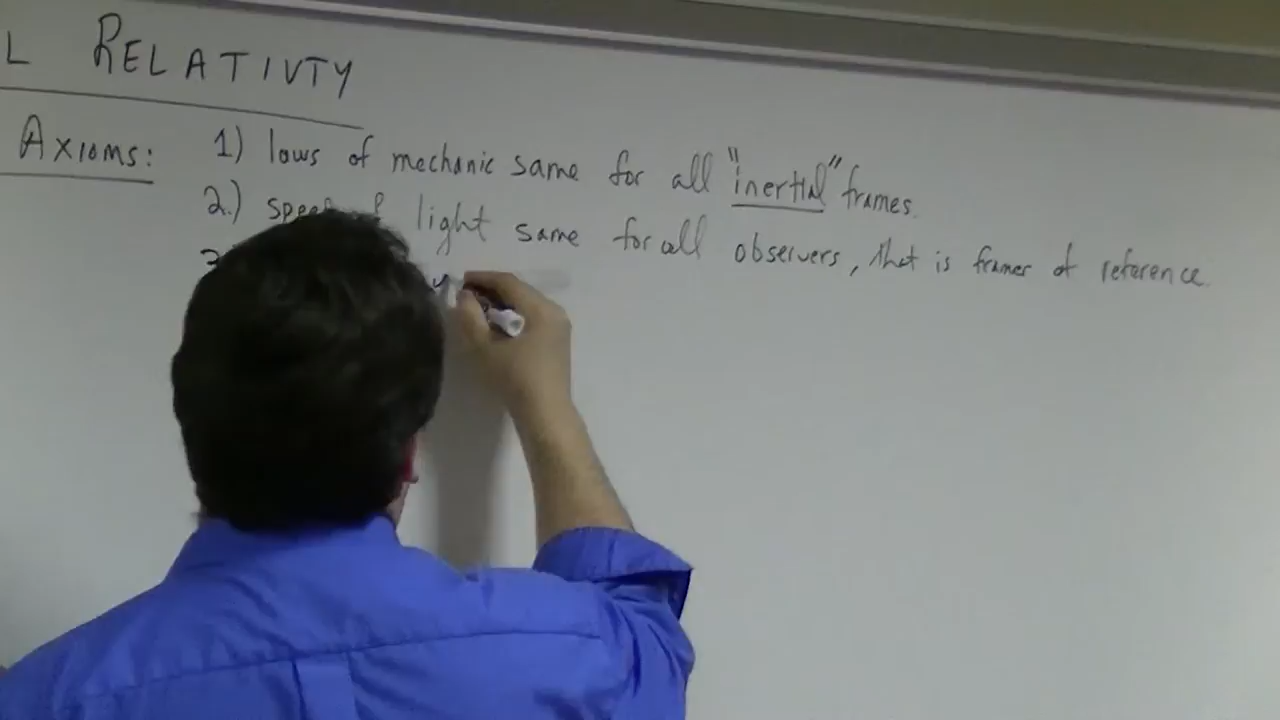 L RELATIVTY
Axioms: 1) laws of mechanic same for all "inertial" frames.
2.) speed of light same for all observers, that is frames of reference.